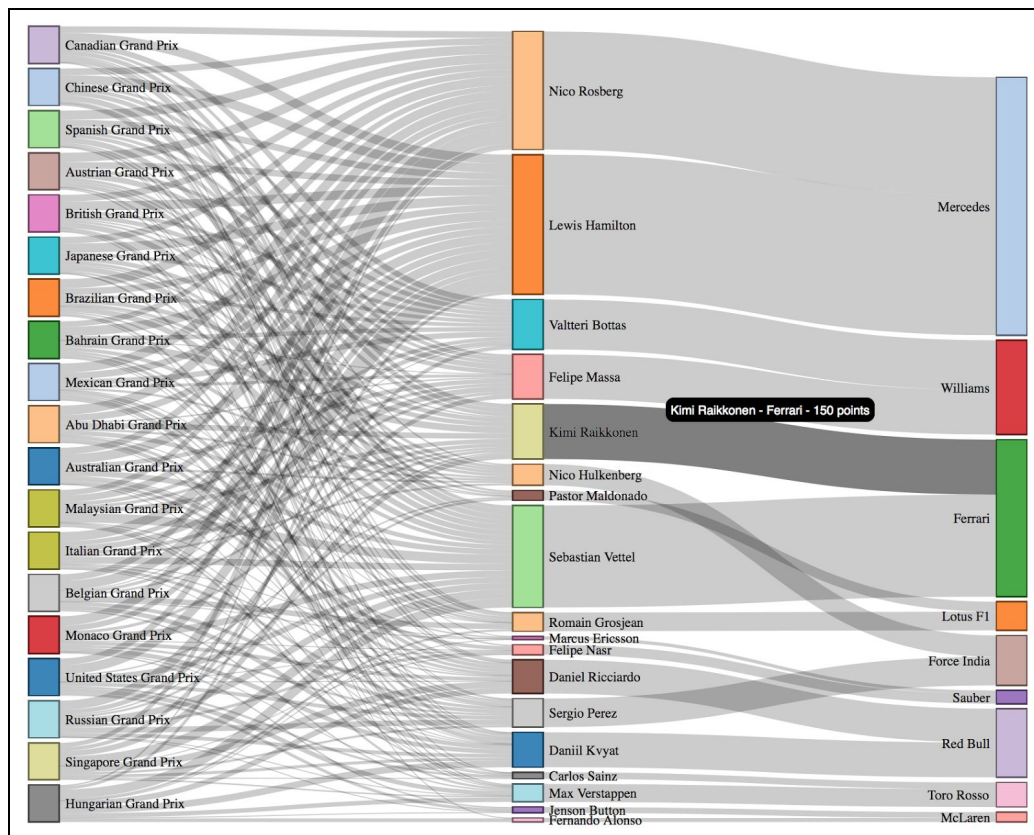 Canadian Grand Prix
Chinese Grand Prix
Spanish Grand Prix
Austrian Grand Prix
British Grand Prix
Japanese Grand Prix
Brazilian Grand Prix
Bahrain Grand Prix
Mexican Grand Prix
Abu Dhabi Grand Prix
Australian Grand Prix
Malaysian Grand Prix
Italian Grand Prix
Belgian Grand Prix
Monaco Grand Prix
United States Grand Prix
Russian Grand Prix
Singapore Grand Prix
Hungarian Grand Prix
Nico Rosberg
Lewis Hamilton
Valtteri Bottas
Felipe Massa
Kimi Raikkonen
Nico Hulkenberg
Pastor Maldonado
Sebastian Vettel
Romain Grosjean
Marcus Ericsson
Felipe Nasr
Daniel Ricciardo
Sergio Perez
Daniil Kvyat
Carlos Sainz
Max Verstappen
Jenson Button
Fernando Alonso
Kimi Raikkonen - Ferrari - 150 points
Mercedes
Williams
Ferrari
Lotus F1
Force India
Sauber
Red Bull
Toro Rosso
McLaren